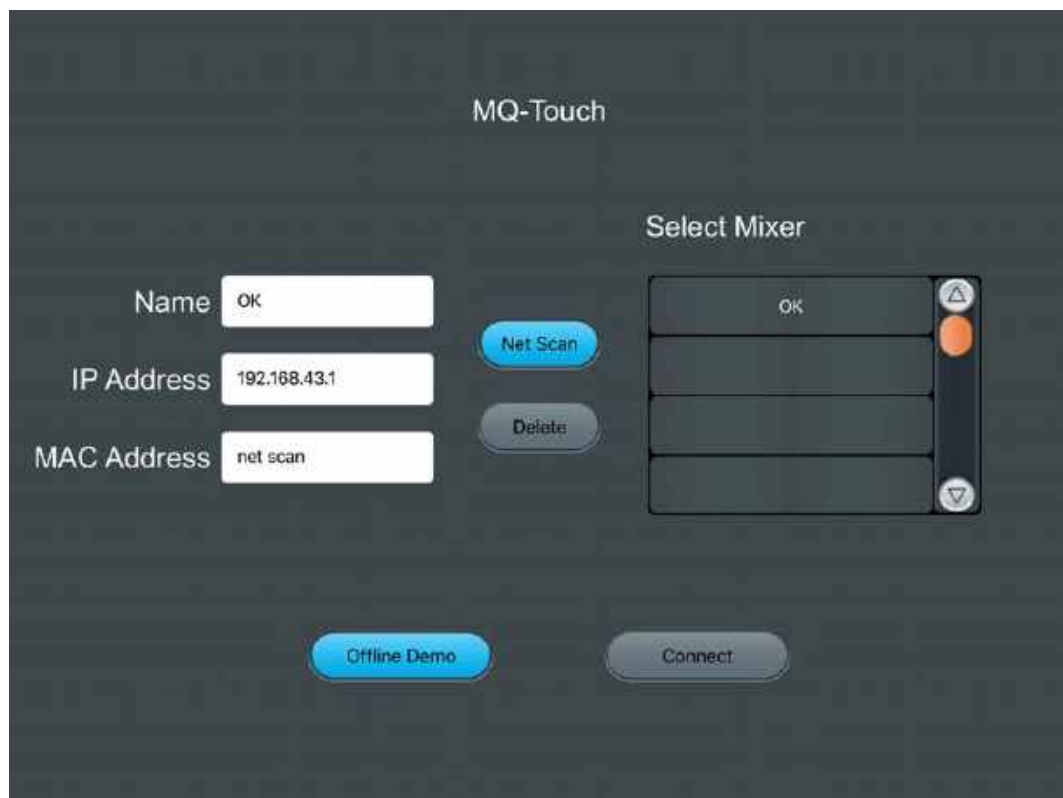 MQ-Touch
Select Mixer
Name
OK
IP Address
192.168.43.1
MAC Address
net scan
Net Scan
Delete
OK
Offline Demo
Connect